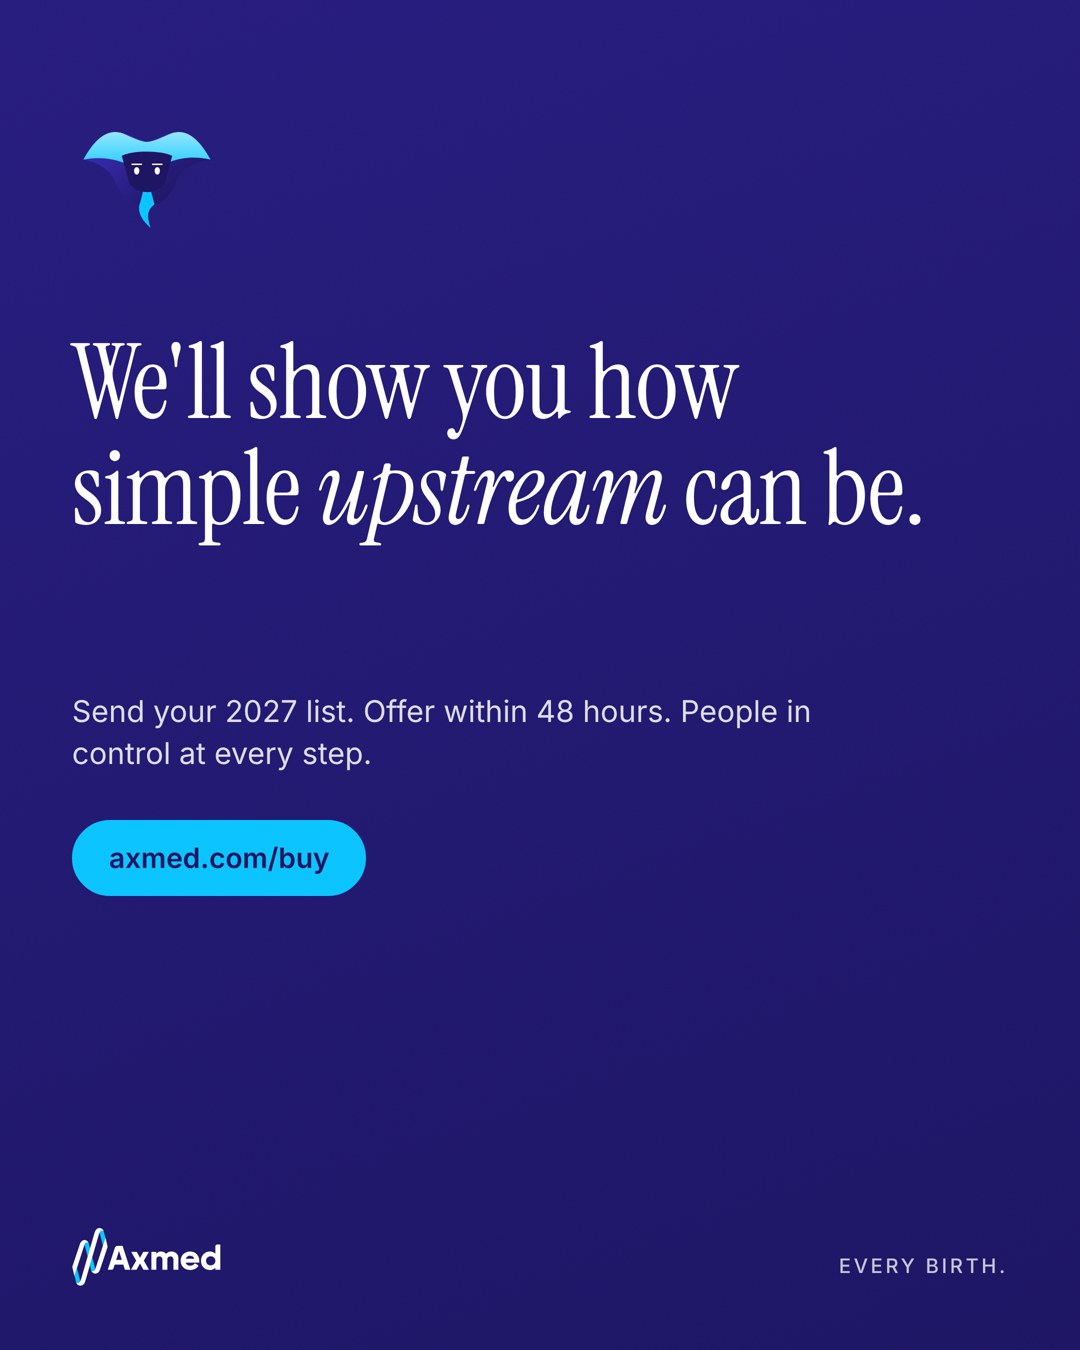 We'll show you how
simple upstream can be.
Send your 2027 list. Offer within 48 hours. People in
control at every step.
axmed.com/buy
Axmed
EVERY BIRTH.